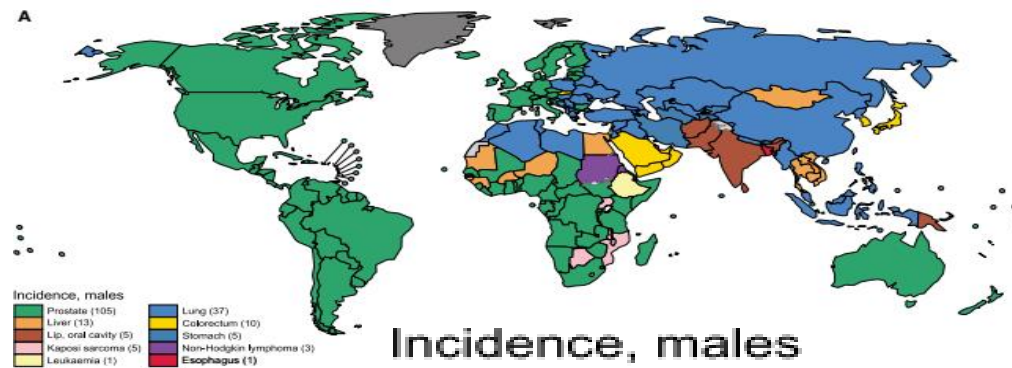 A
Incidence, males
Prostate (105)
Liver (13)
Lip, oral cavity (5)
Kaposi sarcoma (5)
Leukaemia (1)
Lung (37)
Colorectum (10)
Stomach (5)
Non-Hodgkin lymphoma (3)
Esophagus (1)
Incidence, males